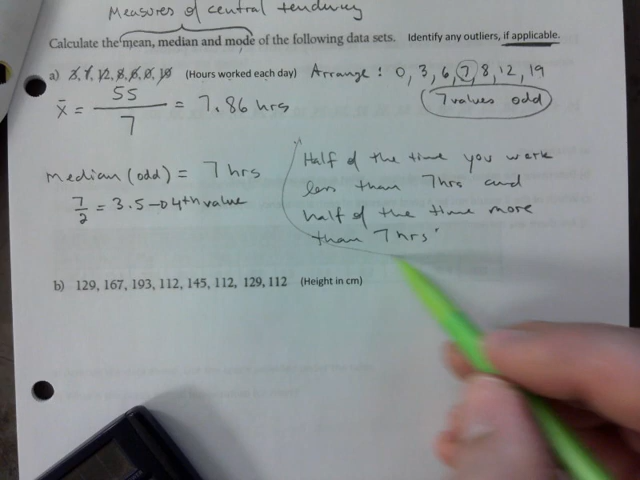 Measures of central tendency
Calculate the mean, median and mode of the following data sets. Identify any outliers, if applicable.
a) 3, 7, 12, 8, 6, 0, 19 (Hours worked each day) Arrange: 0, 3, 6, 7, 8, 12, 19
7 values odd
x̄ = 55/7 = 7.86 hrs
Median (odd) = 7 hrs
7/2 = 3.5 → 4th value
"Half of the time you work
less than 7hrs and
half of the time more
than 7 hrs"
b) 129, 167, 193, 112, 145, 112, 129, 112 (Height in cm)